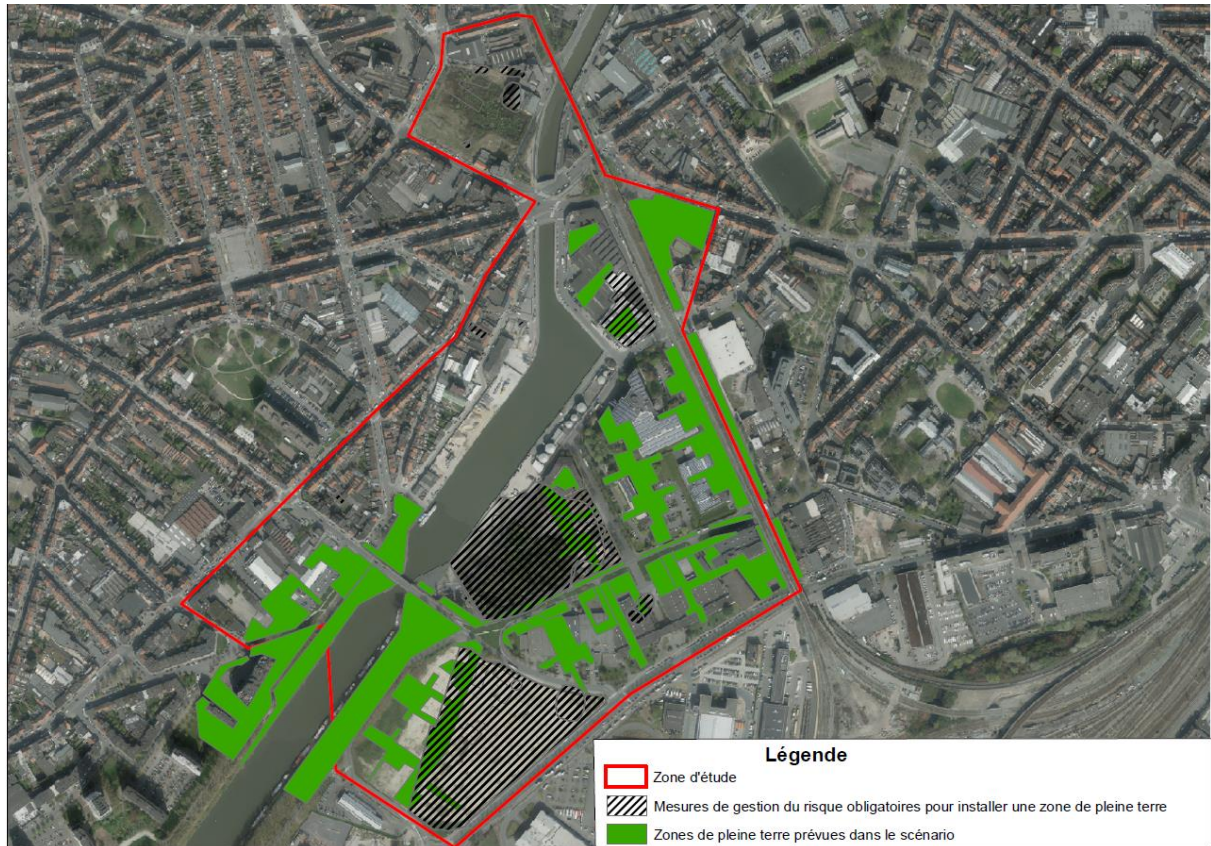 Légende
Zone d'étude
Mesures de gestion du risque obligatoires pour installer une zone de pleine terre
Zones de pleine terre prévues dans le scénario